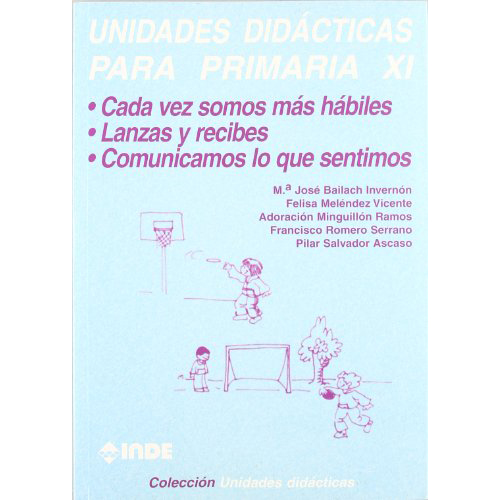 UNIDADES DIDÁCTICAS
PARA PRIMARIA XI
• Cada vez somos más hábiles
• Lanzas y recibes
• Comunicamos lo que sentimos
M.ª José Bailach Invernón
Felisa Meléndez Vicente
Adoración Minguillón Ramos
Francisco Romero Serrano
Pilar Salvador Ascaso
INDE
Colección Unidades didácticas